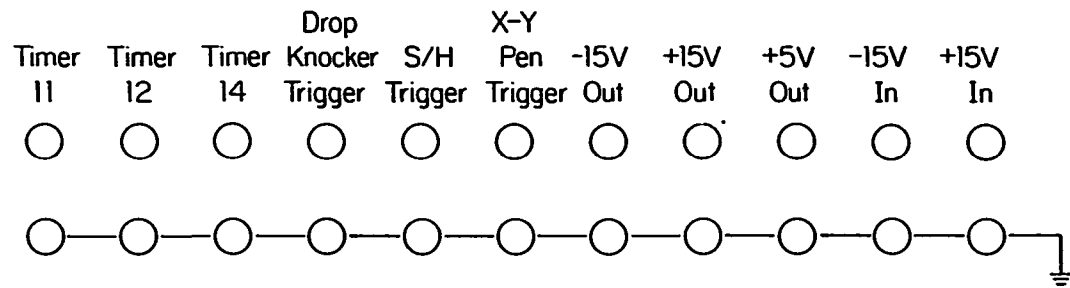 Drop X-Y
Timer Timer Timer Knocker S/H Pen -15V +15V +5V -15V +15V
11 12 14 Trigger Trigger Trigger Out Out Out In In